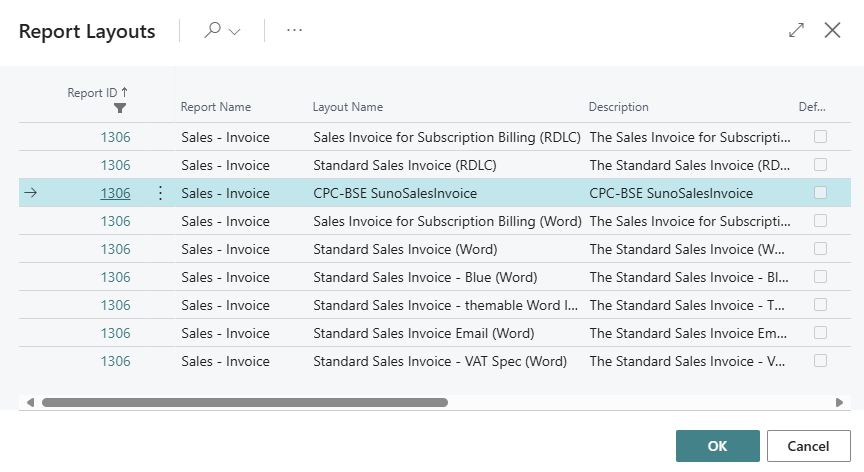 Report Layouts
Report ID ↑
Report Name Layout Name Description Def...
1306 Sales - Invoice Sales Invoice for Subscription Billing (RDLC) The Sales Invoice for Subscripti...
1306 Sales - Invoice Standard Sales Invoice (RDLC) The Standard Sales Invoice (RD...
1306 Sales - Invoice CPC-BSE SunoSalesInvoice CPC-BSE SunoSalesInvoice
1306 Sales - Invoice Sales Invoice for Subscription Billing (Word) The Sales Invoice for Subscripti...
1306 Sales - Invoice Standard Sales Invoice (Word) The Standard Sales Invoice (W...
1306 Sales - Invoice Standard Sales Invoice - Blue (Word) The Standard Sales Invoice - Bl...
1306 Sales - Invoice Standard Sales Invoice - themable Word l... The Standard Sales Invoice - T...
1306 Sales - Invoice Standard Sales Invoice Email (Word) The Standard Sales Invoice Em...
1306 Sales - Invoice Standard Sales Invoice - VAT Spec (Word) The Standard Sales Invoice - V...
OK Cancel